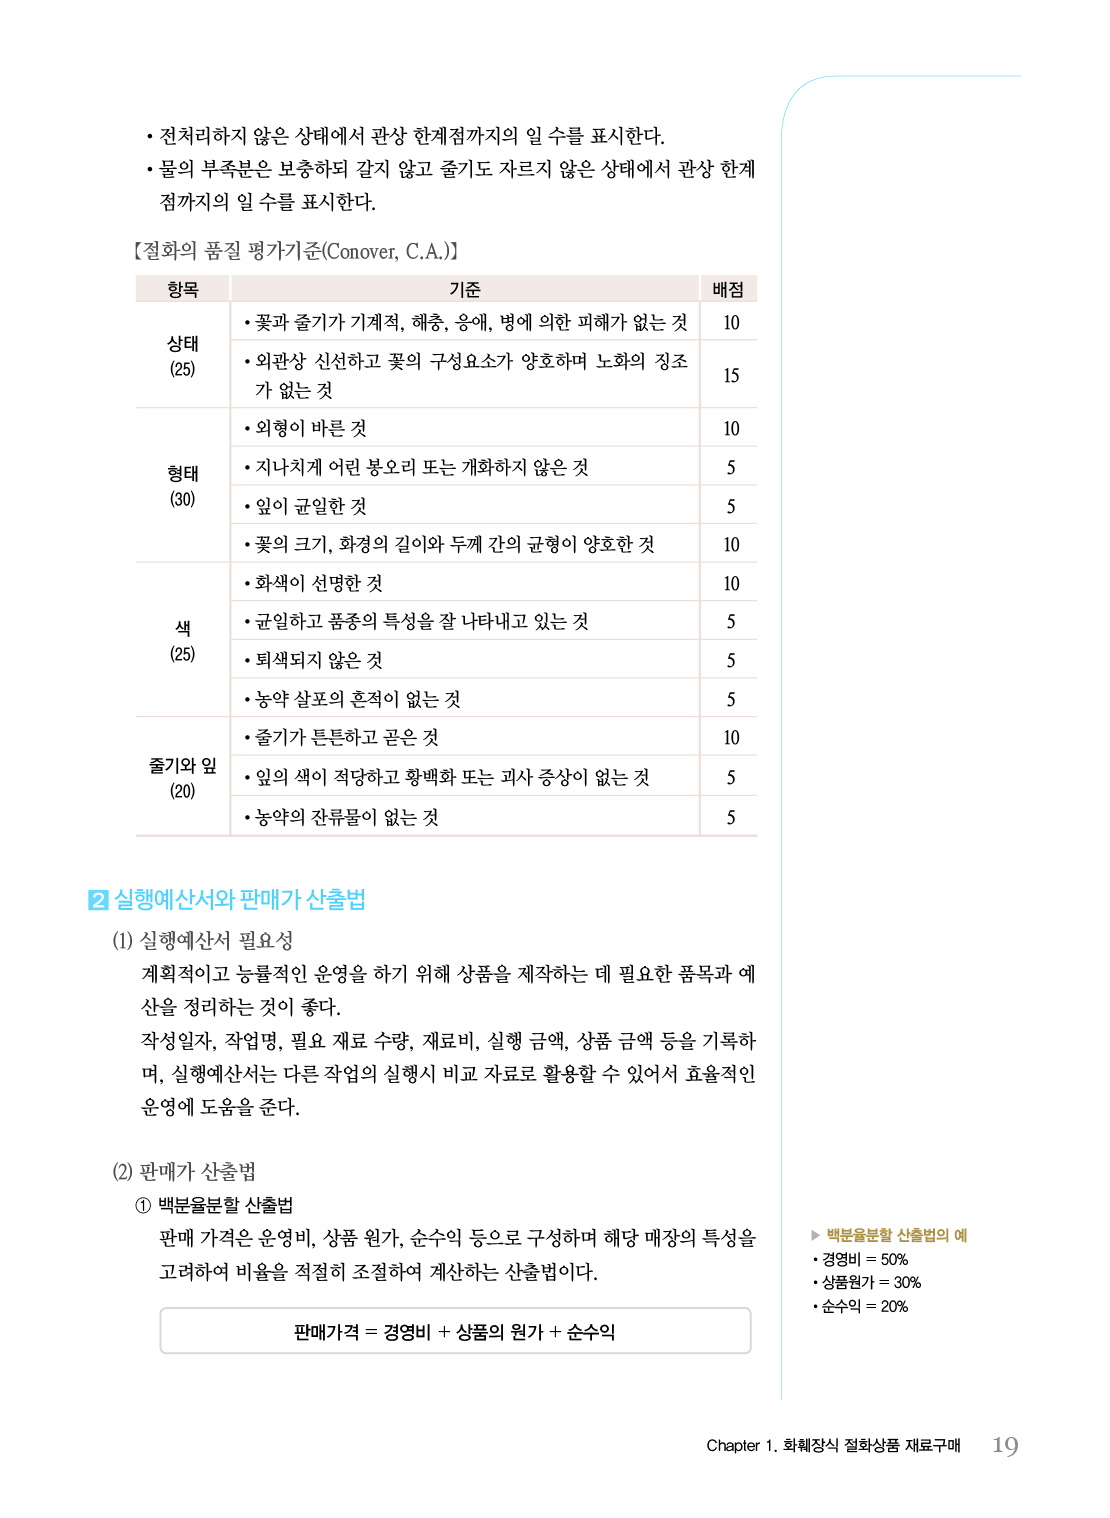 • 전처리하지 않은 상태에서 관상 한계점까지의 일 수를 표시한다.
• 물의 부족분은 보충하되 갈지 않고 줄기도 자르지 않은 상태에서 관상 한계
점까지의 일 수를 표시한다.
【절화의 품질 평가기준(Conover, C.A.)】
항목 기준 배점
상태
(25)
• 꽃과 줄기가 기계적, 해충, 응애, 병에 의한 피해가 없는 것 10
• 외관상 신선하고 꽃의 구성요소가 양호하며 노화의 징조
가 없는 것 15
형태
(30)
• 외형이 바른 것 10
• 지나치게 어린 봉오리 또는 개화하지 않은 것 5
• 잎이 균일한 것 5
• 꽃의 크기, 화경의 길이와 두께 간의 균형이 양호한 것 10
색
(25)
• 화색이 선명한 것 10
• 균일하고 품종의 특성을 잘 나타내고 있는 것 5
• 퇴색되지 않은 것 5
• 농약 살포의 흔적이 없는 것 5
줄기와 잎
(20)
• 줄기가 튼튼하고 곧은 것 10
• 잎의 색이 적당하고 황백화 또는 괴사 증상이 없는 것 5
• 농약의 잔류물이 없는 것 5
2 실행예산서와 판매가 산출법
(1) 실행예산서 필요성
계획적이고 능률적인 운영을 하기 위해 상품을 제작하는 데 필요한 품목과 예
산을 정리하는 것이 좋다.
작성일자, 작업명, 필요 재료 수량, 재료비, 실행 금액, 상품 금액 등을 기록하
며, 실행예산서는 다른 작업의 실행시 비교 자료로 활용할 수 있어서 효율적인
운영에 도움을 준다.
(2) 판매가 산출법
① 백분율분할 산출법
판매 가격은 운영비, 상품 원가, 순수익 등으로 구성하며 해당 매장의 특성을
고려하여 비율을 적절히 조절하여 계산하는 산출법이다.
판매가격 = 경영비 + 상품의 원가 + 순수익
▶ 백분율분할 산출법의 예
• 경영비 = 50%
• 상품원가 = 30%
• 순수익 = 20%
Chapter 1. 화훼장식 절화상품 재료구매 19